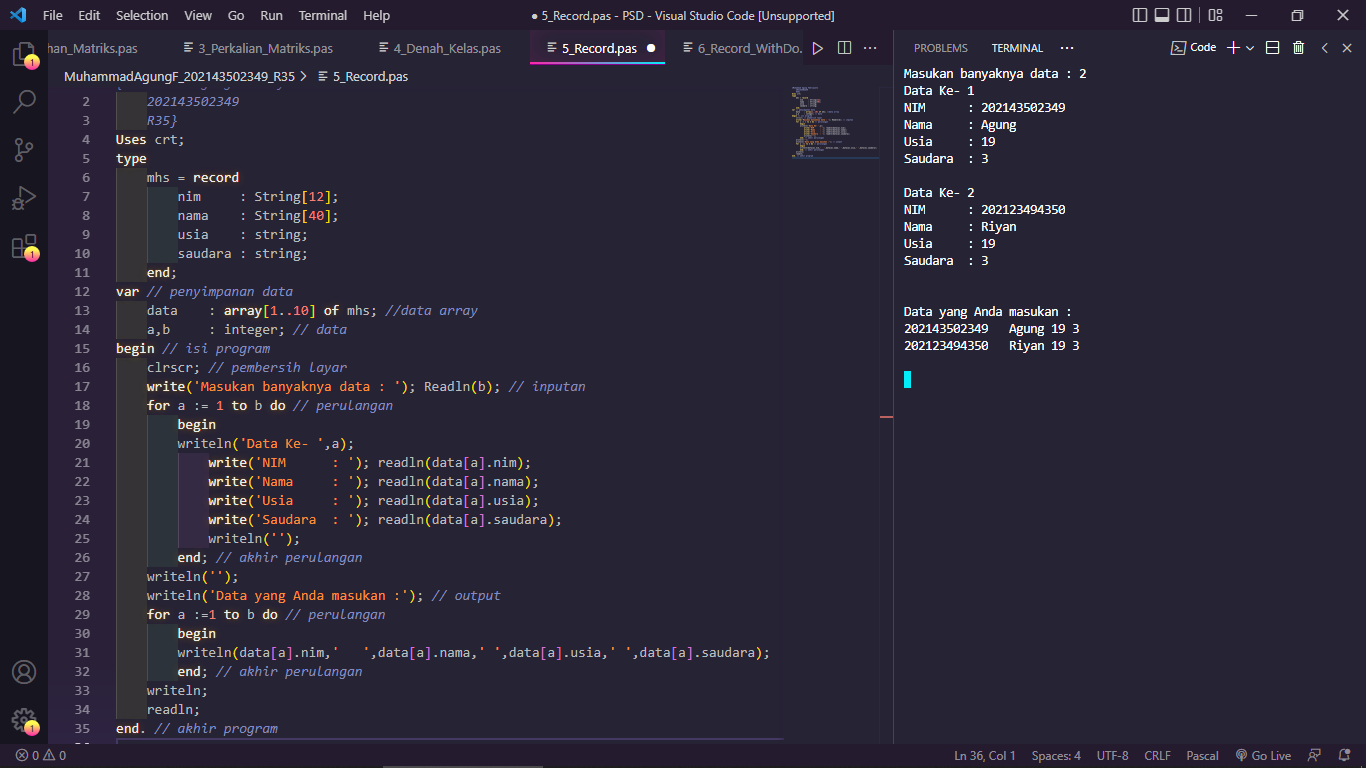 File Edit Selection View Go Run Terminal Help
● 5_Record.pas - PSD - Visual Studio Code [Unsupported]
han_Matriks.pas 3_Perkalian_Matriks.pas 4_Denah_Kelas.pas 5_Record.pas ● 6_Record_WithDo.
MuhammadAgungF_202143502349_R35 > 5_Record.pas
2 202143502349
3 R35}
4 Uses crt;
5 type
6 mhs = record
7 nim : String[12];
8 nama : String[40];
9 usia : string;
10 saudara : string;
11 end;
12 var // penyimpanan data
13 data : array[1..10] of mhs; //data array
14 a,b : integer; // data
15 begin // isi program
16 clrscr; // pembersih layar
17 write('Masukan banyaknya data : '); Readln(b); // inputan
18 for a := 1 to b do // perulangan
19 begin
20 writeln('Data Ke- ',a);
21 write('NIM      : '); readln(data[a].nim);
22 write('Nama     : '); readln(data[a].nama);
23 write('Usia     : '); readln(data[a].usia);
24 write('Saudara  : '); readln(data[a].saudara);
25 writeln('');
26 end; // akhir perulangan
27 writeln('');
28 writeln('Data yang Anda masukan :'); // output
29 for a :=1 to b do // perulangan
30 begin
31 writeln(data[a].nim,'   ',data[a].nama,' ',data[a].usia,' ',data[a].saudara);
32 end; // akhir perulangan
33 writeln;
34 readln;
35 end. // akhir program
PROBLEMS TERMINAL ··· Code
Masukan banyaknya data : 2
Data Ke- 1
NIM : 202143502349
Nama : Agung
Usia : 19
Saudara : 3
Data Ke- 2
NIM : 202123494350
Nama : Riyan
Usia : 19
Saudara : 3
Data yang Anda masukan :
202143502349 Agung 19 3
202123494350 Riyan 19 3
1
1
1
0 0 Ln 36, Col 1 Spaces: 4 UTF-8 CRLF Pascal Go Live